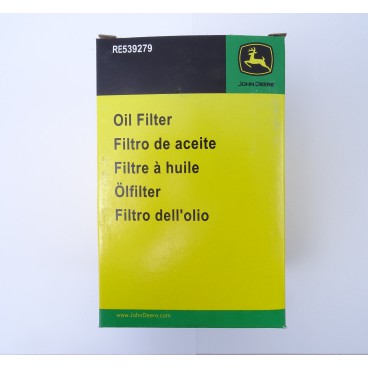 RE539279
JOHN DEERE
Oil Filter
Filtro de aceite
Filtre à huile
Ölfilter
Filtro dell'olio
www.JohnDeere.com